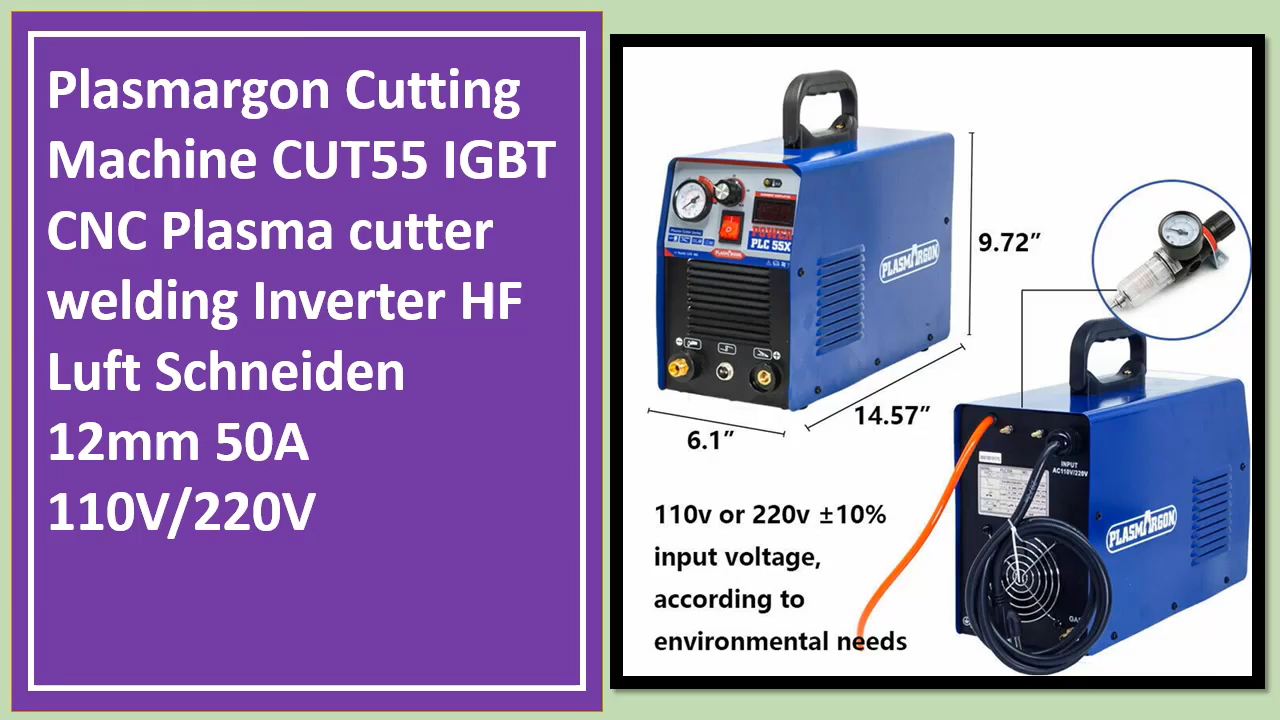 Plasmargon Cutting
Machine CUT55 IGBT
CNC Plasma cutter
welding Inverter HF
Luft Schneiden
12mm 50A
110V/220V
POWER
PLC 55X
PLASMARGON
9.72”
14.57”
6.1”
INPUT
AC110V/220V
PLASMARGON
110v or 220v ±10%
input voltage,
according to
environmental needs